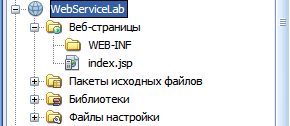 WebServiceLab
Веб-страницы
WEB-INF
index.jsp
Пакеты исходных файлов
Библиотеки
Файлы настройки